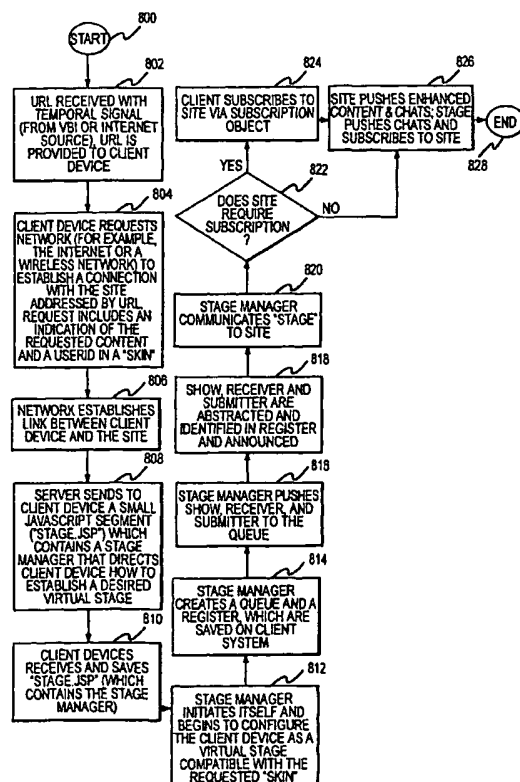 800
START
802
URL RECEIVED WITH
TEMPORAL SIGNAL
(FROM VBI OR INTERNET
SOURCE), URL IS
PROVIDED TO CLIENT
DEVICE
804
CLIENT DEVICE REQUESTS
NETWORK (FOR EXAMPLE,
THE INTERNET OR A
WIRELESS NETWORK) TO
ESTABLISH A CONNECTION
WITH THE SITE
ADDRESSED BY URL
REQUEST INCLUDES AN
INDICATION OF THE
REQUESTED CONTENT
AND A USERID IN A "SKIN"
806
NETWORK ESTABLISHES
LINK BETWEEN CLIENT
DEVICE AND THE SITE
808
SERVER SENDS TO
CLIENT DEVICE A SMALL
JAVASCRIPT SEGMENT
("STAGE.JSP") WHICH
CONTAINS A STAGE
MANAGER THAT DIRECTS
CLIENT DEVICE HOW TO
ESTABLISH A DESIRED
VIRTUAL STAGE
810
CLIENT DEVICES
RECEIVES AND SAVES
"STAGE.JSP" (WHICH
CONTAINS THE STAGE
MANAGER)
812
STAGE MANAGER
INITIATES ITSELF AND
BEGINS TO CONFIGURE
THE CLIENT DEVICE AS A
VIRTUAL STAGE
COMPATIBLE WITH THE
REQUESTED "SKIN"
814
STAGE MANAGER
CREATES A QUEUE AND A
REGISTER, WHICH ARE
SAVED ON CLIENT
SYSTEM
818
STAGE MANAGER PUSHES
SHOW, RECEIVER, AND
SUBMITTER TO THE
QUEUE
818
SHOW, RECEIVER AND
SUBMITTER ARE
ABSTRACTED AND
IDENTIFIED IN REGISTER
AND ANNOUNCED
820
STAGE MANAGER
COMMUNICATES "STAGE"
TO SITE
822
DOES SITE
REQUIRE
SUBSCRIPTION
?
YES
NO
824
CLIENT SUBSCRIBES TO
SITE VIA SUBSCRIPTION
OBJECT
826
SITE PUSHES ENHANCED
CONTENT & CHATS; STAGE
PUSHES CHATS AND
SUBSCRIBES TO SITE
END
828